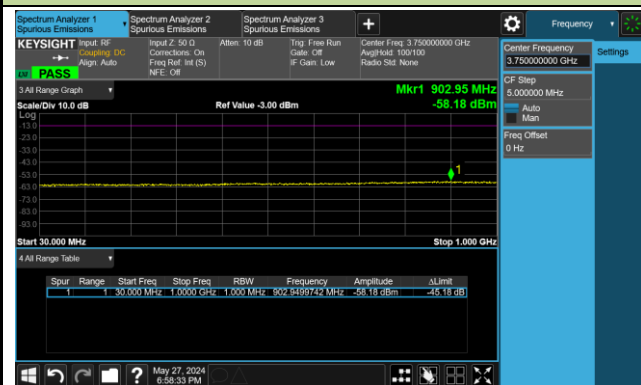 Spectrum Analyzer 1
Spurious Emissions
Spectrum Analyzer 2
Spurious Emissions
Spectrum Analyzer 3
Spurious Emissions
Frequency
KEYSIGHT
Input: RF
Coupling: DC
Align: Auto
Input Z: 50 Ω
Corrections: On
Freq Ref: Int (S)
NFE: Off
Atten: 10 dB
Trig: Free Run
Gate: Off
IF Gain: Low
Center Freq: 3.750000000 GHz
Avg|Hold: 100/100
Radio Std: None
PASS
Center Frequency
3.750000000 GHz
Settings
CF Step
5.000000 MHz
Auto
Man
Freq Offset
0 Hz
3 All Range Graph
Mkr1 902.95 MHz
Scale/Div 10.0 dB
Ref Value -3.00 dBm
-58.18 dBm
Log
-13.0
-23.0
-33.0
-43.0
-53.0
-63.0
-73.0
-83.0
-93.0
1
Start 30.000 MHz
Stop 1.000 GHz
4 All Range Table
Spur Range Start Freq Stop Freq RBW Frequency Amplitude ΔLimit
1 1 30.000 MHz 1.0000 GHz 1.000 MHz 902.9499742 MHz -58.18 dBm -45.18 dB
?
May 27, 2024
6:58:33 PM